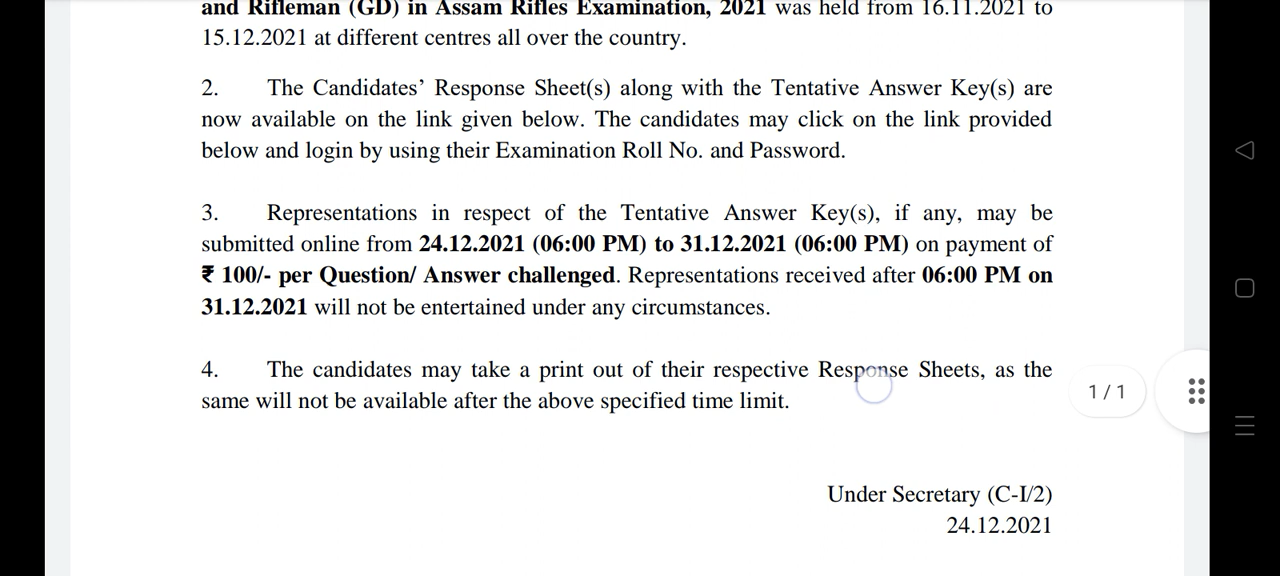 and Rifleman (GD) in Assam Rifles Examination, 2021 was held from 16.11.2021 to
15.12.2021 at different centres all over the country.
2. The Candidates’ Response Sheet(s) along with the Tentative Answer Key(s) are
now available on the link given below. The candidates may click on the link provided
below and login by using their Examination Roll No. and Password.
3. Representations in respect of the Tentative Answer Key(s), if any, may be
submitted online from 24.12.2021 (06:00 PM) to 31.12.2021 (06:00 PM) on payment of
₹ 100/- per Question/ Answer challenged. Representations received after 06:00 PM on
31.12.2021 will not be entertained under any circumstances.
4. The candidates may take a print out of their respective Response Sheets, as the
same will not be available after the above specified time limit.
1 / 1
Under Secretary (C-I/2)
24.12.2021